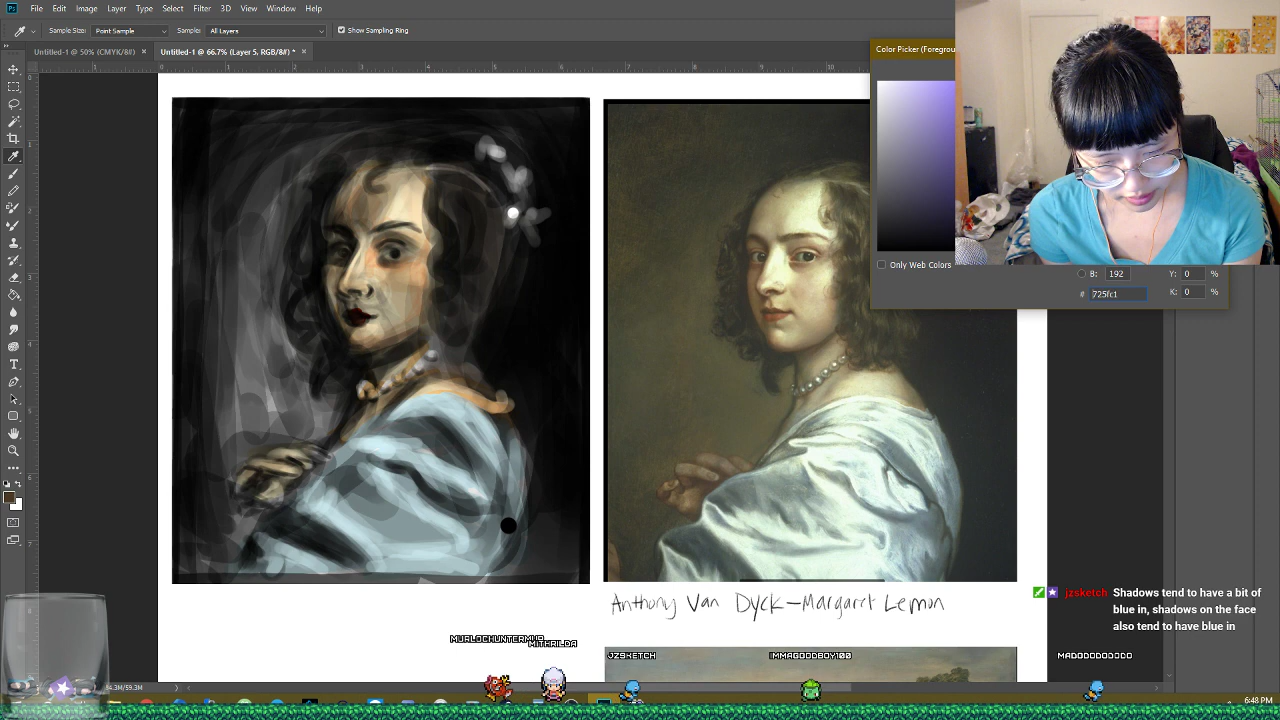 File Edit Image Layer Type Select Filter 3D View Window Help
Sample Size: Point Sample Sample: All Layers Show Sampling Ring
Untitled-1 @ 50% (CMYK/8#) × Untitled-1 @ 66.7% (Layer 5, RGB/8#) * ×
Color Picker (Foregrou
Only Web Colors
B: 192 Y: 0 %
# 725fc1 K: 0 %
Anthony Van Dyck - Margaret Lemon
jzsketch Shadows tend to have a bit of
blue in, shadows on the face
also tend to have blue in
MITHRILDA
JZSKETCH IMMAGOODBOY100 MADODODODODO
6:48 PM